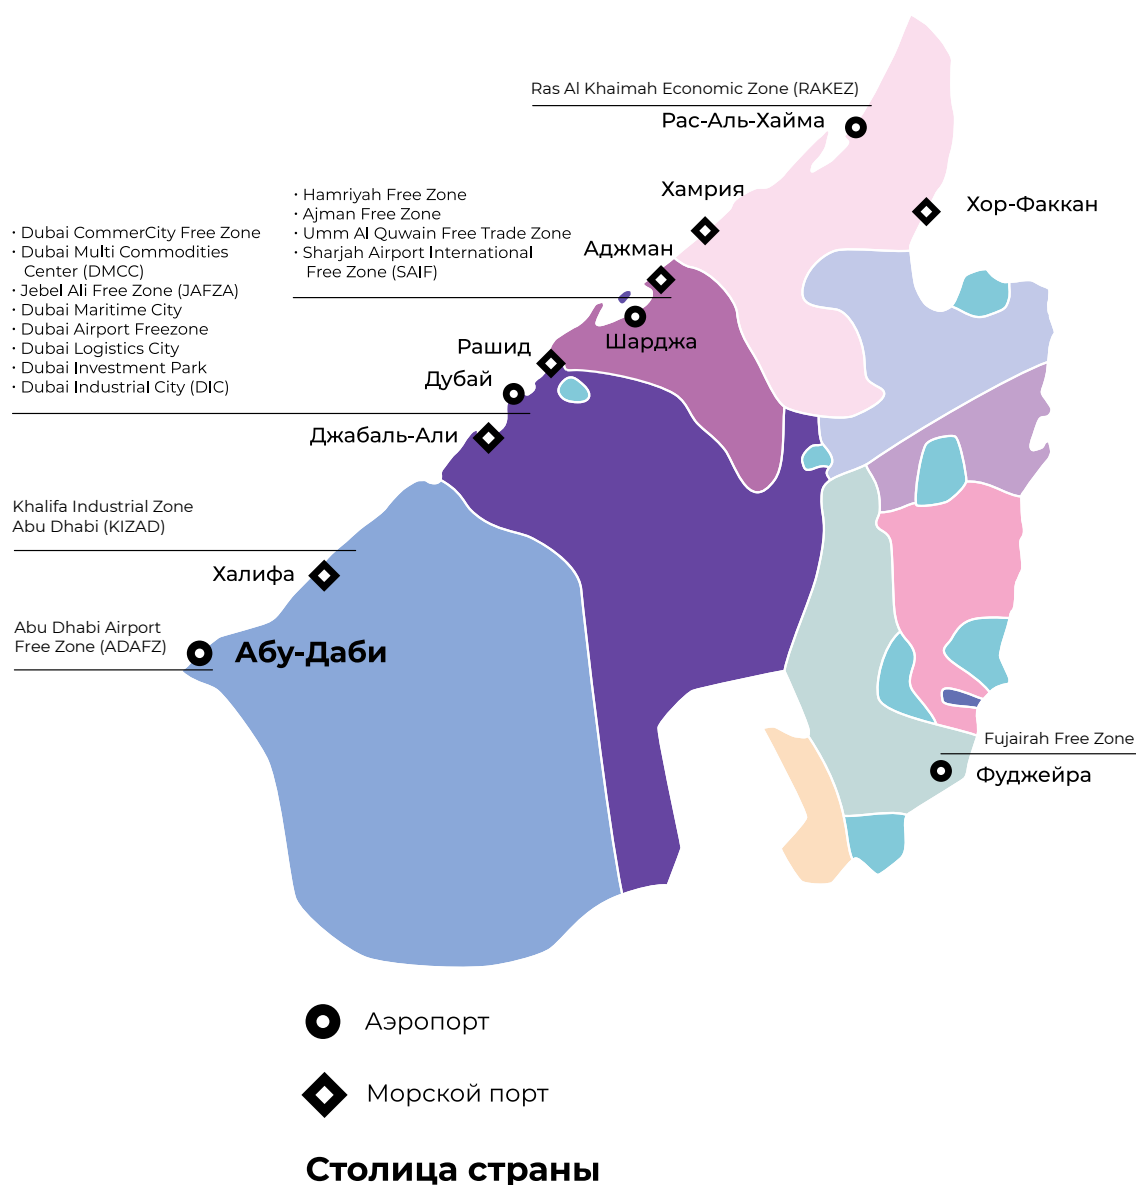 Ras Al Khaimah Economic Zone (RAKEZ)
Рас-Аль-Хайма
Хамрия
Хор-Факкан
· Hamriyah Free Zone
· Ajman Free Zone
· Umm Al Quwain Free Trade Zone
· Sharjah Airport International
Free Zone (SAIF)
Аджман
Шарджа
· Dubai CommerCity Free Zone
· Dubai Multi Commodities
Center (DMCC)
· Jebel Ali Free Zone (JAFZA)
· Dubai Maritime City
· Dubai Airport Freezone
· Dubai Logistics City
· Dubai Investment Park
· Dubai Industrial City (DIC)
Рашид
Дубай
Джабаль-Али
Khalifa Industrial Zone
Abu Dhabi (KIZAD)
Халифа
Abu Dhabi Airport
Free Zone (ADAFZ)
Абу-Даби
Fujairah Free Zone
Фуджейра
Аэропорт
Морской порт
Столица страны